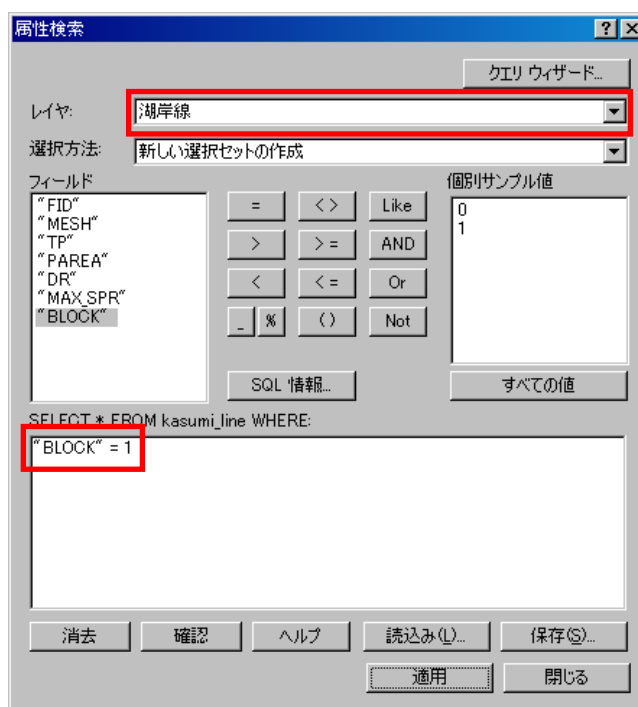 属性検索
クエリ ウィザード...
レイヤ: 湖岸線
選択方法: 新しい選択セットの作成
フィールド
個別サンプル値
"FID"
"MESH"
"TP"
"PAREA"
"DR"
"MAX_SPR"
"BLOCK"
= <> Like
> >= AND
< <= Or
_ % () Not
0
1
SQL 情報...
すべての値
SELECT * FROM kasumi_line WHERE:
"BLOCK" = 1
消去 確認 ヘルプ 読込み(L)... 保存(S)...
適用 閉じる